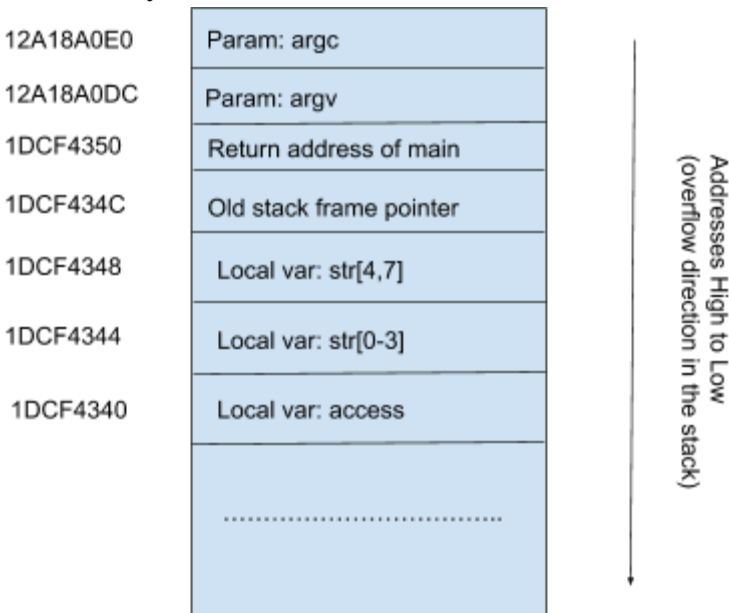 12A18A0E0 Param: argc
12A18A0DC Param: argv
1DCF4350 Return address of main
1DCF434C Old stack frame pointer
1DCF4348 Local var: str[4,7]
1DCF4344 Local var: str[0-3]
1DCF4340 Local var: access
Addresses High to Low
(overflow direction in the stack)